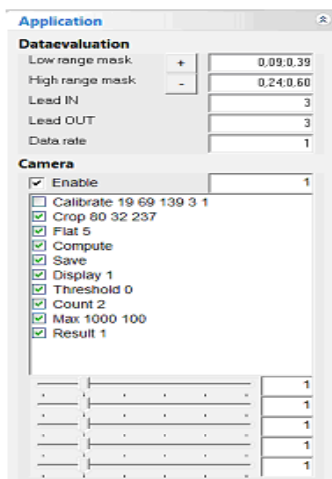 Application
Dataevaluation
Low range mask + 0,09;0,39
High range mask - 0,24;0,60
Lead IN 3
Lead OUT 3
Data rate 1
Camera
Enable 1
Calibrate 19 69 139 3 1
Crop 80 32 237
Flat 5
Compute
Save
Display 1
Threshold 0
Count 2
Max 1000 100
Result 1
1
1
1
1
1